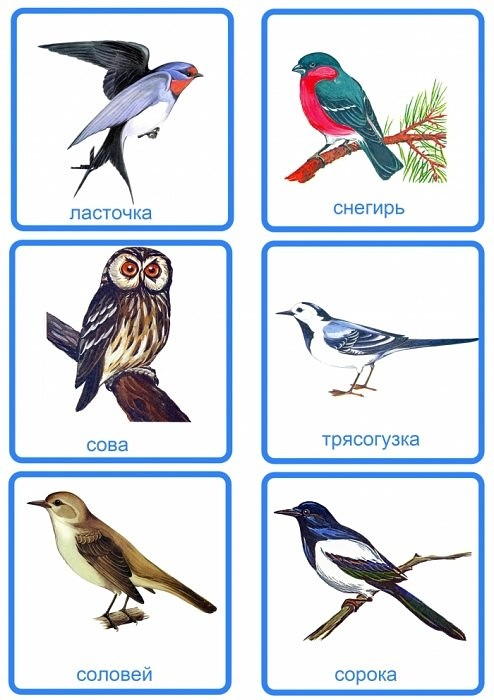 ласточка
снегирь
сова
трясогузка
соловей
сорока